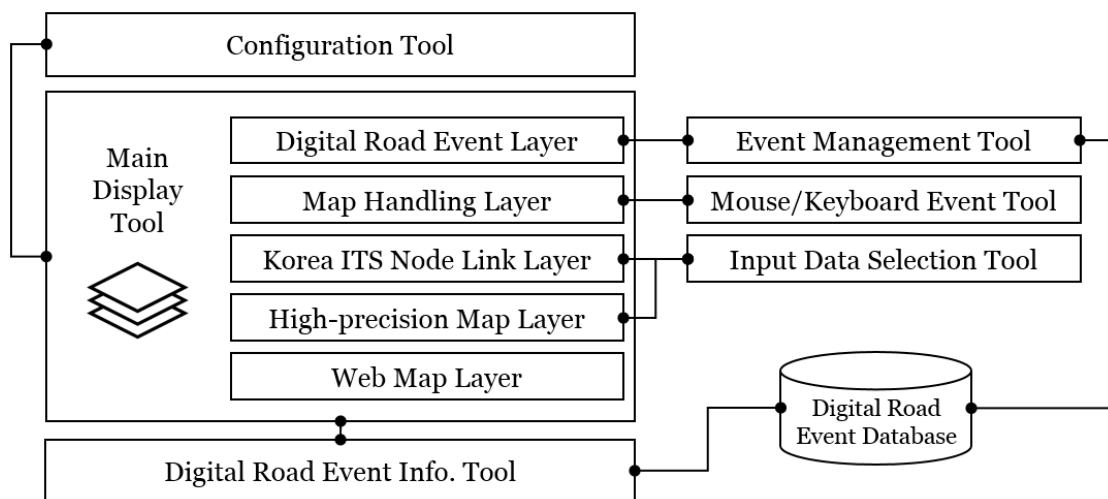 Configuration Tool
Main
Display
Tool
Digital Road Event Layer
Map Handling Layer
Korea ITS Node Link Layer
High-precision Map Layer
Web Map Layer
Event Management Tool
Mouse/Keyboard Event Tool
Input Data Selection Tool
Digital Road
Event Database
Digital Road Event Info. Tool